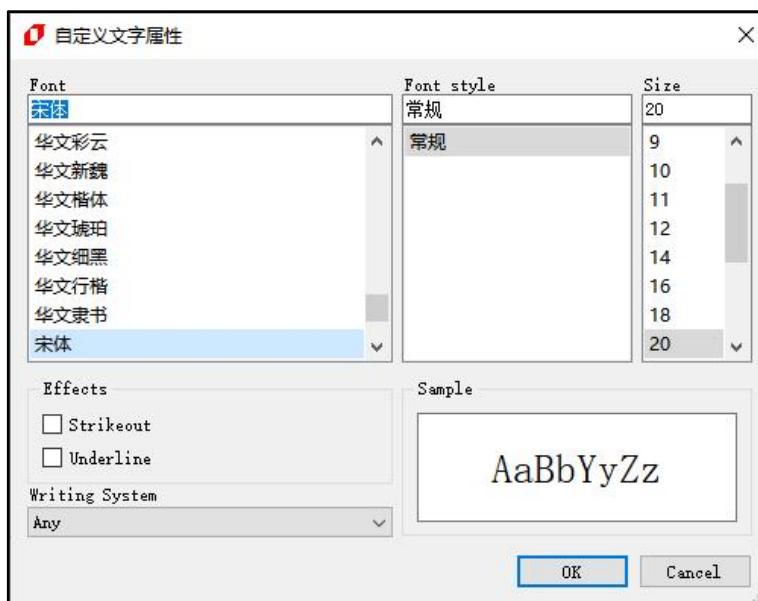 自定义文字属性
Font
宋体
华文彩云
华文新魏
华文楷体
华文琥珀
华文细黑
华文行楷
华文隶书
宋体
Font style
常规
常规
Size
20
9
10
11
12
14
16
18
20
Effects
Strikeout
Underline
Sample
AaBbYyZz
Writing System
Any
OK
Cancel